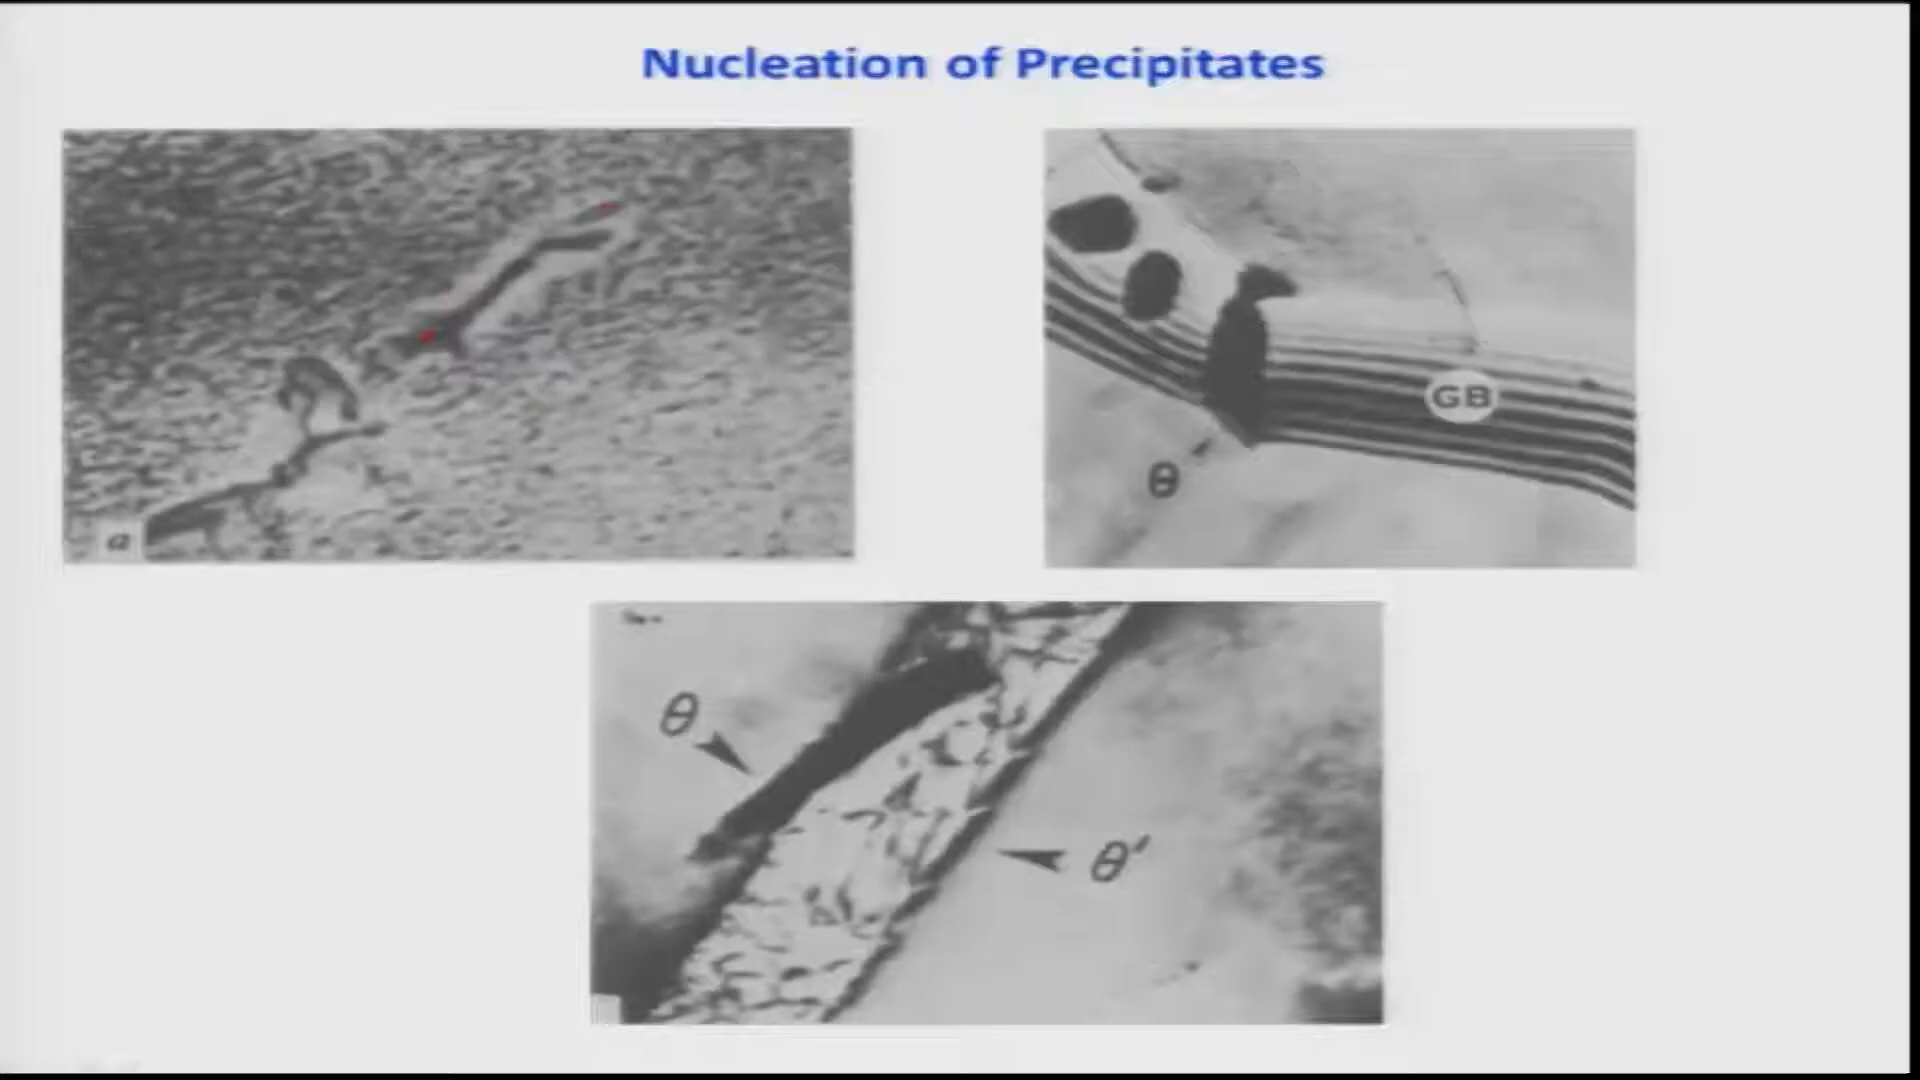 Nucleation of Precipitates
a
GB
θ
θ
θ′